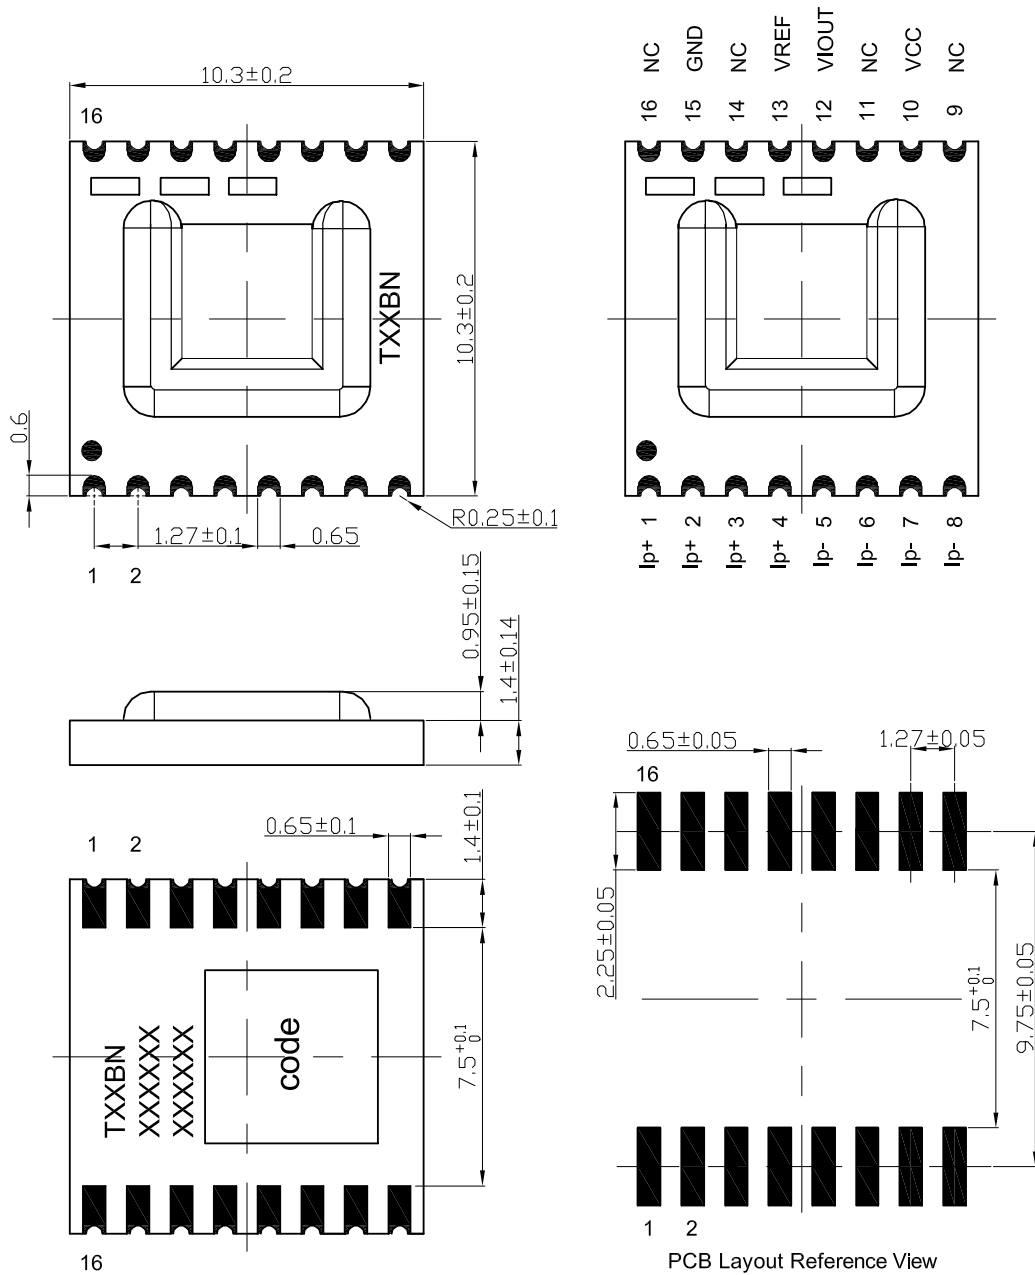 10.3±0.2
16
TXXBN
10.3±0.2
0.6
1.27±0.1
0.65
R0.25±0.1
1 2
16 NC
15 GND
14 NC
13 VREF
12 VIOUT
11 NC
10 VCC
9 NC
Ip+ 1
Ip+ 2
Ip+ 3
Ip+ 4
Ip- 5
Ip- 6
Ip- 7
Ip- 8
0.95±0.15
1.4±0.14
1 2
0.65±0.1
1.4±0.1
7.5+0.1 0
TXXBN
XXXXXX
XXXXXX
code
16
0.65±0.05
1.27±0.05
16
2.25±0.05
7.5+0.1 0
9.75±0.05
1 2
PCB Layout Reference View